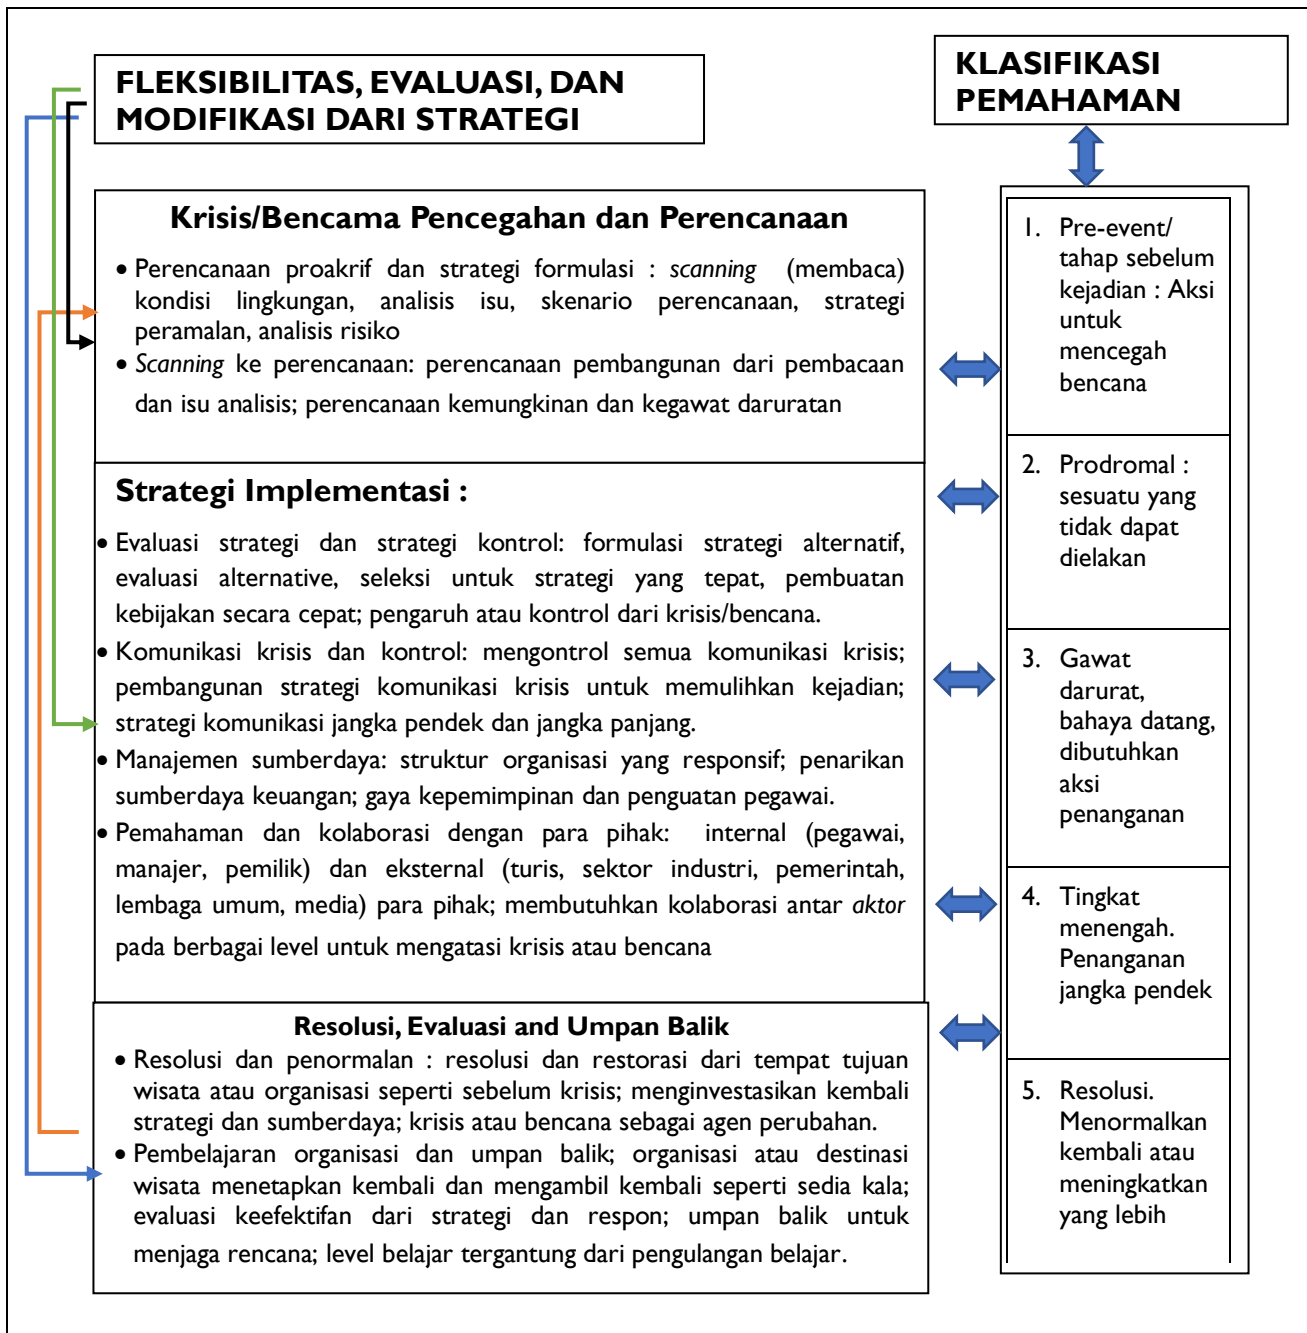 FLEKSIBILITAS, EVALUASI, DAN
MODIFIKASI DARI STRATEGI
KLASIFIKASI
PEMAHAMAN
Krisis/Bencama Pencegahan dan Perencanaan
• Perencanaan proakrif dan strategi formulasi : scanning (membaca)
kondisi lingkungan, analisis isu, skenario perencanaan, strategi
peramalan, analisis risiko
• Scanning ke perencanaan: perencanaan pembangunan dari pembacaan
dan isu analisis; perencanaan kemungkinan dan kegawat daruratan
Strategi Implementasi :
• Evaluasi strategi dan strategi kontrol: formulasi strategi alternatif,
evaluasi alternative, seleksi untuk strategi yang tepat, pembuatan
kebijakan secara cepat; pengaruh atau kontrol dari krisis/bencana.
• Komunikasi krisis dan kontrol: mengontrol semua komunikasi krisis;
pembangunan strategi komunikasi krisis untuk memulihkan kejadian;
strategi komunikasi jangka pendek dan jangka panjang.
• Manajemen sumberdaya: struktur organisasi yang responsif; penarikan
sumberdaya keuangan; gaya kepemimpinan dan penguatan pegawai.
• Pemahaman dan kolaborasi dengan para pihak: internal (pegawai,
manajer, pemilik) dan eksternal (turis, sektor industri, pemerintah,
lembaga umum, media) para pihak; membutuhkan kolaborasi antar aktor
pada berbagai level untuk mengatasi krisis atau bencana
Resolusi, Evaluasi and Umpan Balik
• Resolusi dan penormalan : resolusi dan restorasi dari tempat tujuan
wisata atau organisasi seperti sebelum krisis; menginvestasikan kembali
strategi dan sumberdaya; krisis atau bencana sebagai agen perubahan.
• Pembelajaran organisasi dan umpan balik; organisasi atau destinasi
wisata menetapkan kembali dan mengambil kembali seperti sedia kala;
evaluasi keefektifan dari strategi dan respon; umpan balik untuk
menjaga rencana; level belajar tergantung dari pengulangan belajar.
1. Pre-event/
tahap sebelum
kejadian : Aksi
untuk
mencegah
bencana
2. Prodromal :
sesuatu yang
tidak dapat
dielakan
3. Gawat
darurat,
bahaya datang,
dibutuhkan
aksi
penanganan
4. Tingkat
menengah.
Penanganan
jangka pendek
5. Resolusi.
Menormalkan
kembali atau
meningkatkan
yang lebih